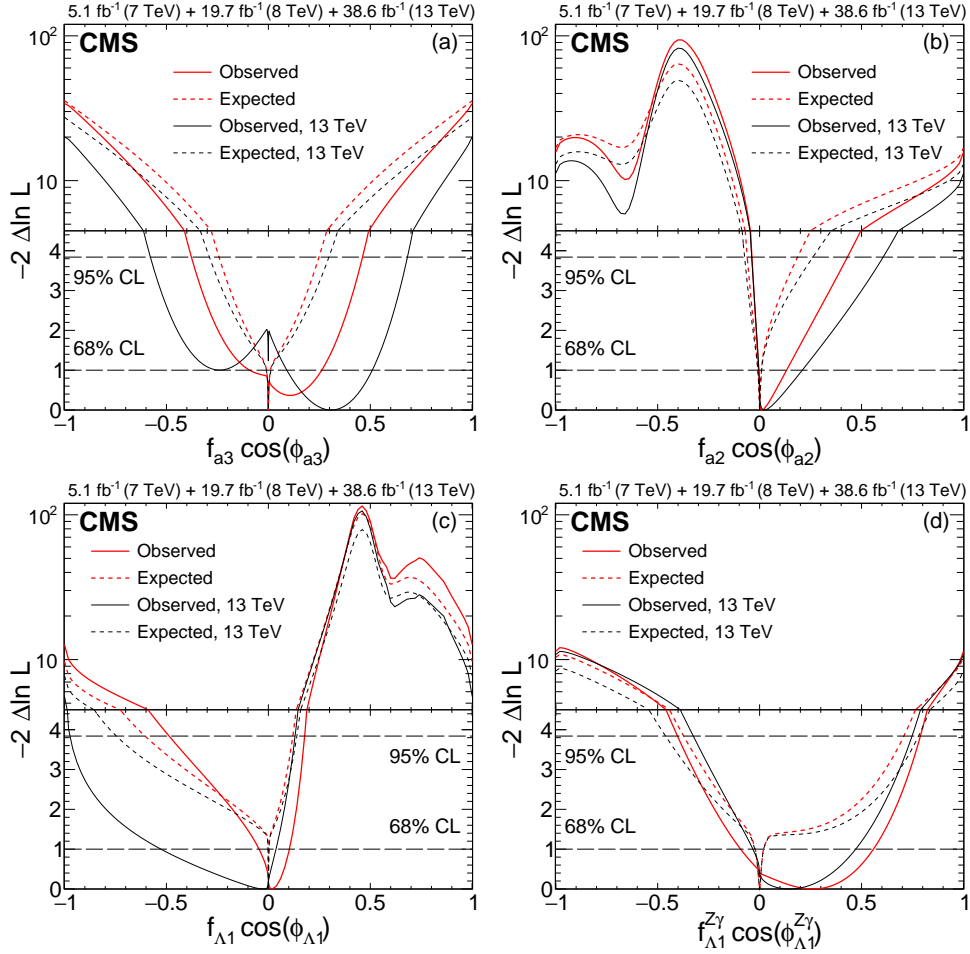 5.1 fb⁻¹ (7 TeV) + 19.7 fb⁻¹ (8 TeV) + 38.6 fb⁻¹ (13 TeV)
CMS
(a)
Observed
Expected
Observed, 13 TeV
Expected, 13 TeV
10²
10
4
3
2
1
0
−2 Δln L
95% CL
68% CL
−1 −0.5 0 0.5 1
f_a3 cos(ϕ_a3)
5.1 fb⁻¹ (7 TeV) + 19.7 fb⁻¹ (8 TeV) + 38.6 fb⁻¹ (13 TeV)
CMS
(b)
Observed
Expected
Observed, 13 TeV
Expected, 13 TeV
10²
10
4
3
2
1
0
−2 Δln L
95% CL
68% CL
−1 −0.5 0 0.5 1
f_a2 cos(ϕ_a2)
5.1 fb⁻¹ (7 TeV) + 19.7 fb⁻¹ (8 TeV) + 38.6 fb⁻¹ (13 TeV)
CMS
(c)
Observed
Expected
Observed, 13 TeV
Expected, 13 TeV
10²
10
4
3
2
1
0
−2 Δln L
95% CL
68% CL
−1 −0.5 0 0.5 1
f_Λ1 cos(ϕ_Λ1)
5.1 fb⁻¹ (7 TeV) + 19.7 fb⁻¹ (8 TeV) + 38.6 fb⁻¹ (13 TeV)
CMS
(d)
Observed
Expected
Observed, 13 TeV
Expected, 13 TeV
10²
10
4
3
2
1
0
−2 Δln L
95% CL
68% CL
−1 −0.5 0 0.5 1
f_Λ1^Zγ cos(ϕ_Λ1^Zγ)